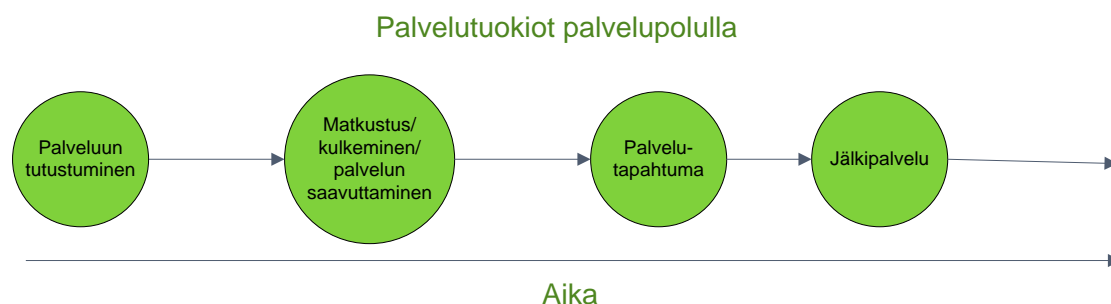 Palvelutuokiot palvelupolulla
Palveluun
tutustuminen
Matkustus/
kulkeminen/
palvelun
saavuttaminen
Palvelu-
tapahtuma
Jälkipalvelu
Aika